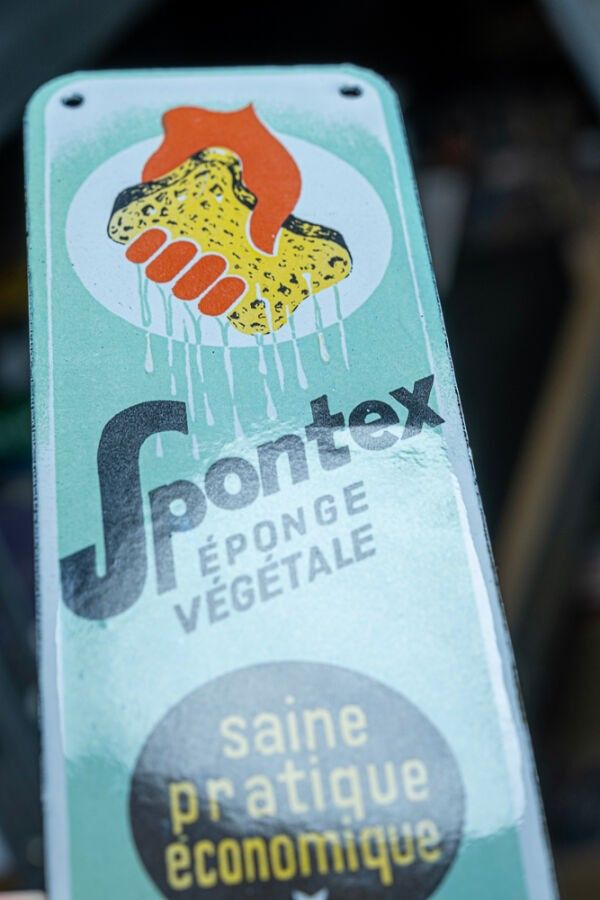 Spontex
ÉPONGE
VÉGÉTALE
saine
pratique
économique